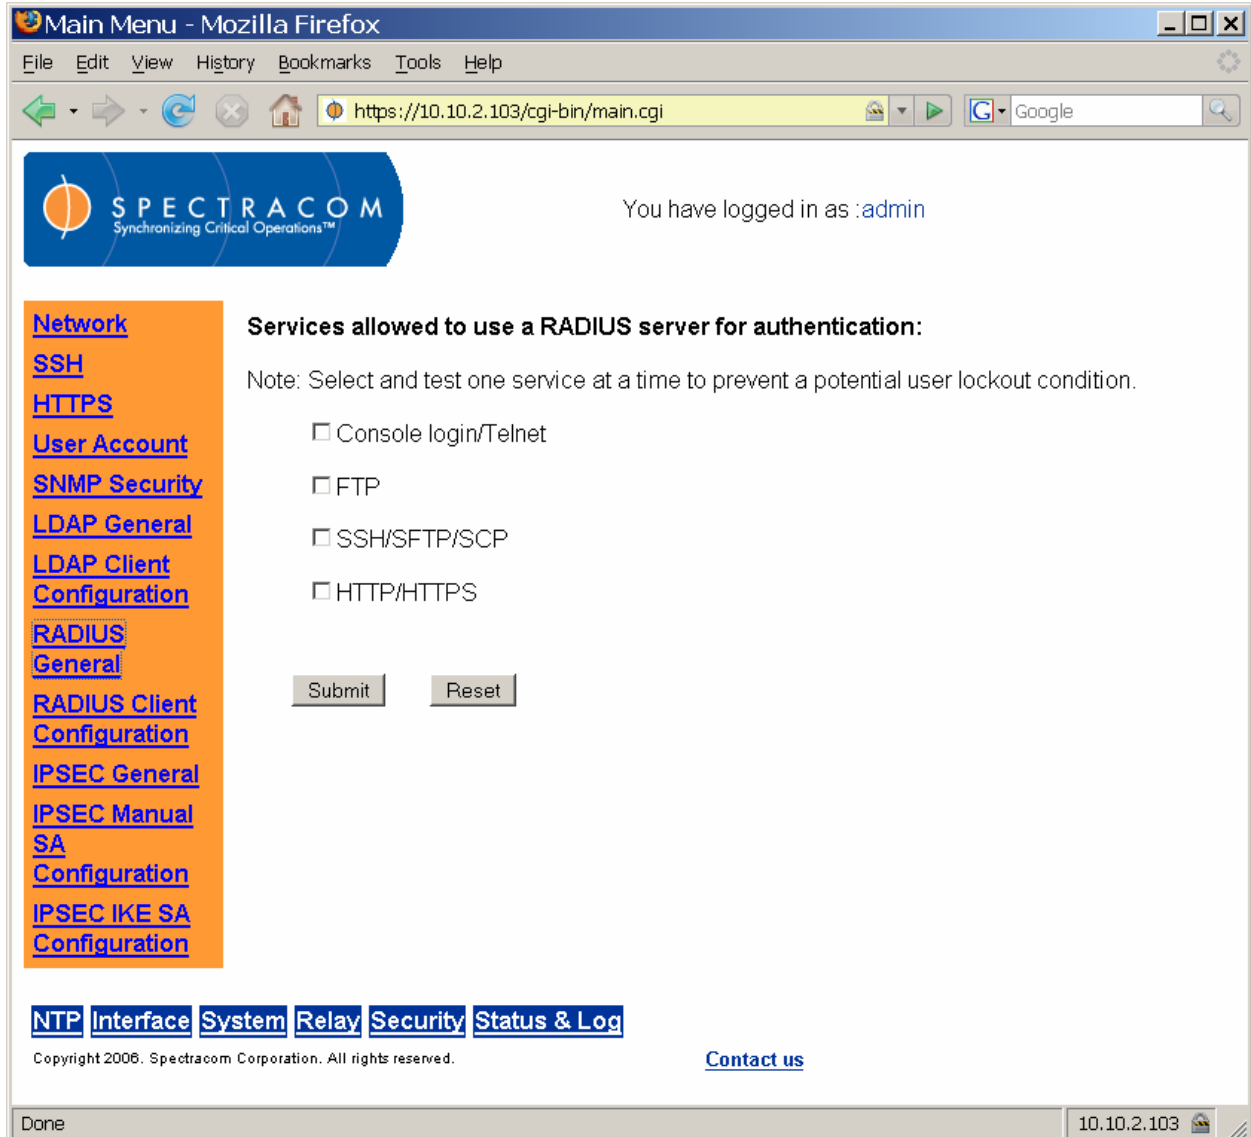 Main Menu - Mozilla Firefox
File Edit View History Bookmarks Tools Help
https://10.10.2.103/cgi-bin/main.cgi
G Google
SPECTRACOM
Synchronizing Critical Operations™
You have logged in as :admin
Network
SSH
HTTPS
User Account
SNMP Security
LDAP General
LDAP Client
Configuration
RADIUS
General
RADIUS Client
Configuration
IPSEC General
IPSEC Manual
SA
Configuration
IPSEC IKE SA
Configuration
Services allowed to use a RADIUS server for authentication:
Note: Select and test one service at a time to prevent a potential user lockout condition.
Console login/Telnet
FTP
SSH/SFTP/SCP
HTTP/HTTPS
Submit Reset
NTP Interface System Relay Security Status & Log
Copyright 2006. Spectracom Corporation. All rights reserved.
Contact us
Done
10.10.2.103